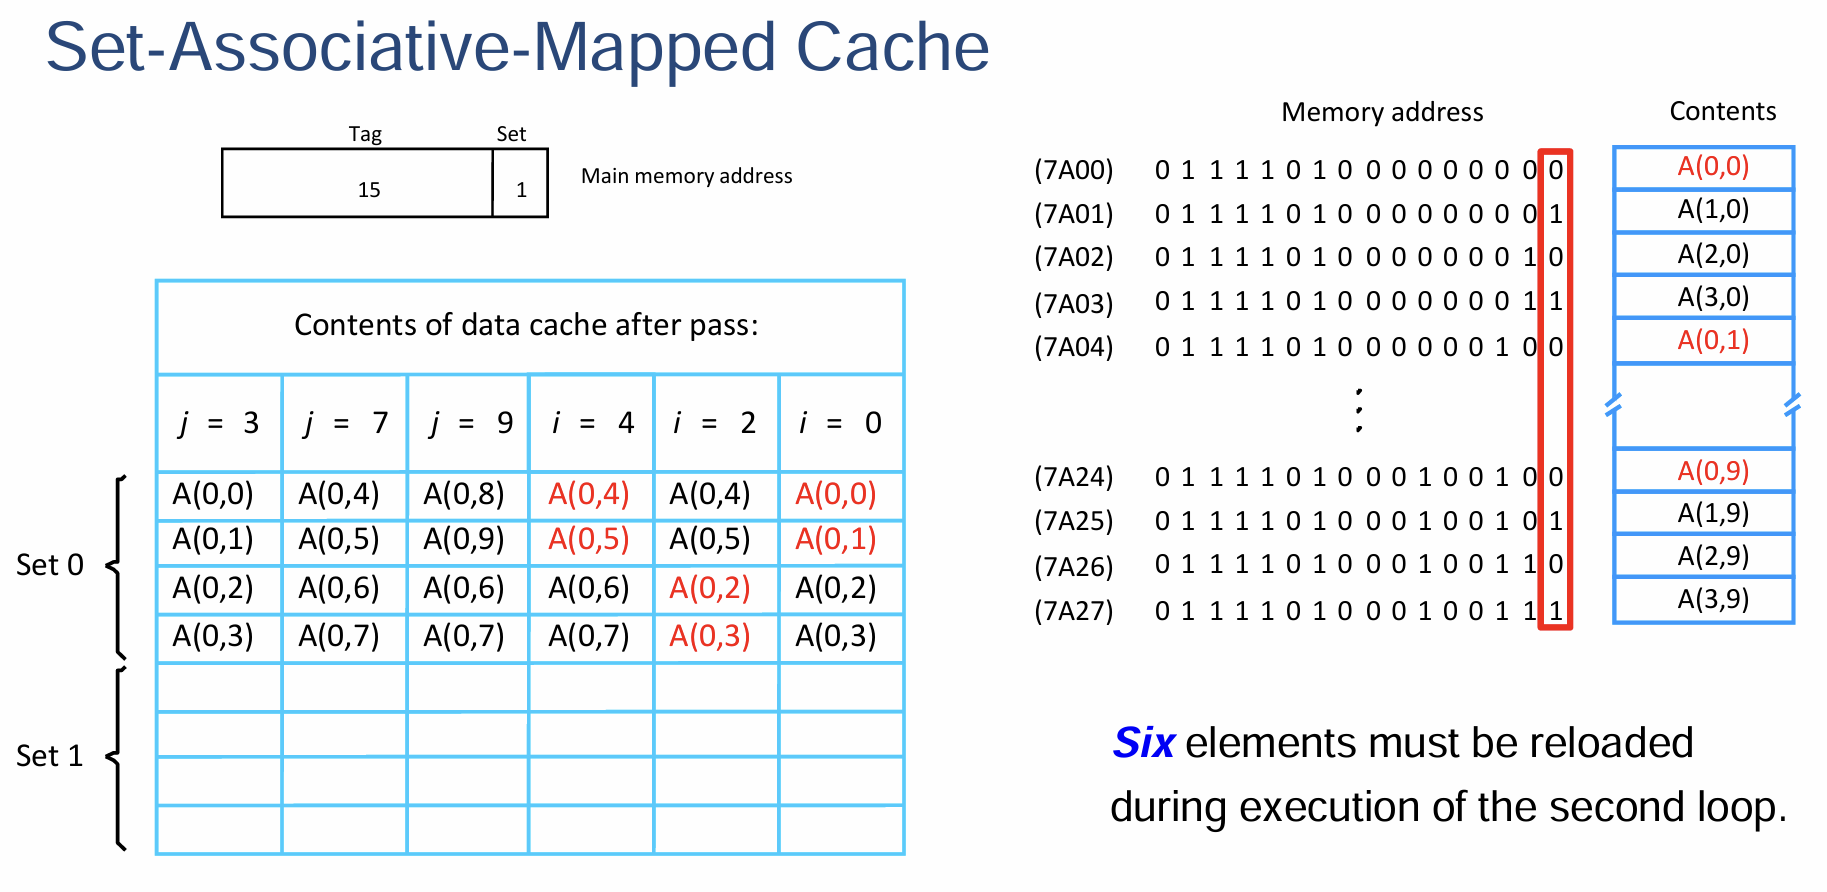 Set-Associative-Mapped Cache
Tag Set
15 1 Main memory address
Contents of data cache after pass:
j = 3 j = 7 j = 9 i = 4 i = 2 i = 0
Set 0
A(0,0) A(0,4) A(0,8) A(0,4) A(0,4) A(0,0)
A(0,1) A(0,5) A(0,9) A(0,5) A(0,5) A(0,1)
A(0,2) A(0,6) A(0,6) A(0,6) A(0,2) A(0,2)
A(0,3) A(0,7) A(0,7) A(0,7) A(0,3) A(0,3)
Set 1
Memory address Contents
(7A00) 0 1 1 1 1 0 1 0 0 0 0 0 0 0 0 0 A(0,0)
(7A01) 0 1 1 1 1 0 1 0 0 0 0 0 0 0 0 1 A(1,0)
(7A02) 0 1 1 1 1 0 1 0 0 0 0 0 0 0 1 0 A(2,0)
(7A03) 0 1 1 1 1 0 1 0 0 0 0 0 0 0 1 1 A(3,0)
(7A04) 0 1 1 1 1 0 1 0 0 0 0 0 0 1 0 0 A(0,1)
(7A24) 0 1 1 1 1 0 1 0 0 0 1 0 0 1 0 0 A(0,9)
(7A25) 0 1 1 1 1 0 1 0 0 0 1 0 0 1 0 1 A(1,9)
(7A26) 0 1 1 1 1 0 1 0 0 0 1 0 0 1 1 0 A(2,9)
(7A27) 0 1 1 1 1 0 1 0 0 0 1 0 0 1 1 1 A(3,9)
Six elements must be reloaded
during execution of the second loop.